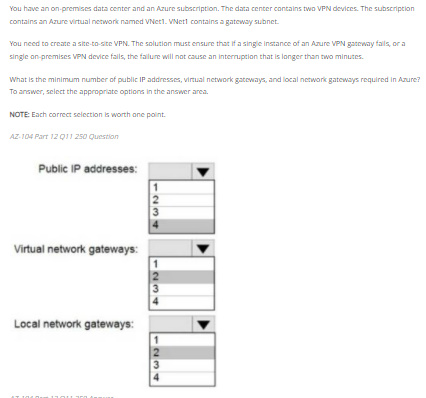 You have an on-premises data center and an Azure subscription. The data center contains two VPN devices. The subscription
contains an Azure virtual network named VNet1. VNet1 contains a gateway subnet.
You need to create a site-to-site VPN. The solution must ensure that if a single instance of an Azure VPN gateway fails, or a
single on-premises VPN device fails, the failure will not cause an interruption that is longer than two minutes.
What is the minimum number of public IP addresses, virtual network gateways, and local network gateways required in Azure?
To answer, select the appropriate options in the answer area.
NOTE: Each correct selection is worth one point.
AZ-104 Part 12 Q11 250 Question
Public IP addresses:
1
2
3
4
Virtual network gateways:
1
2
3
4
Local network gateways:
1
2
3
4